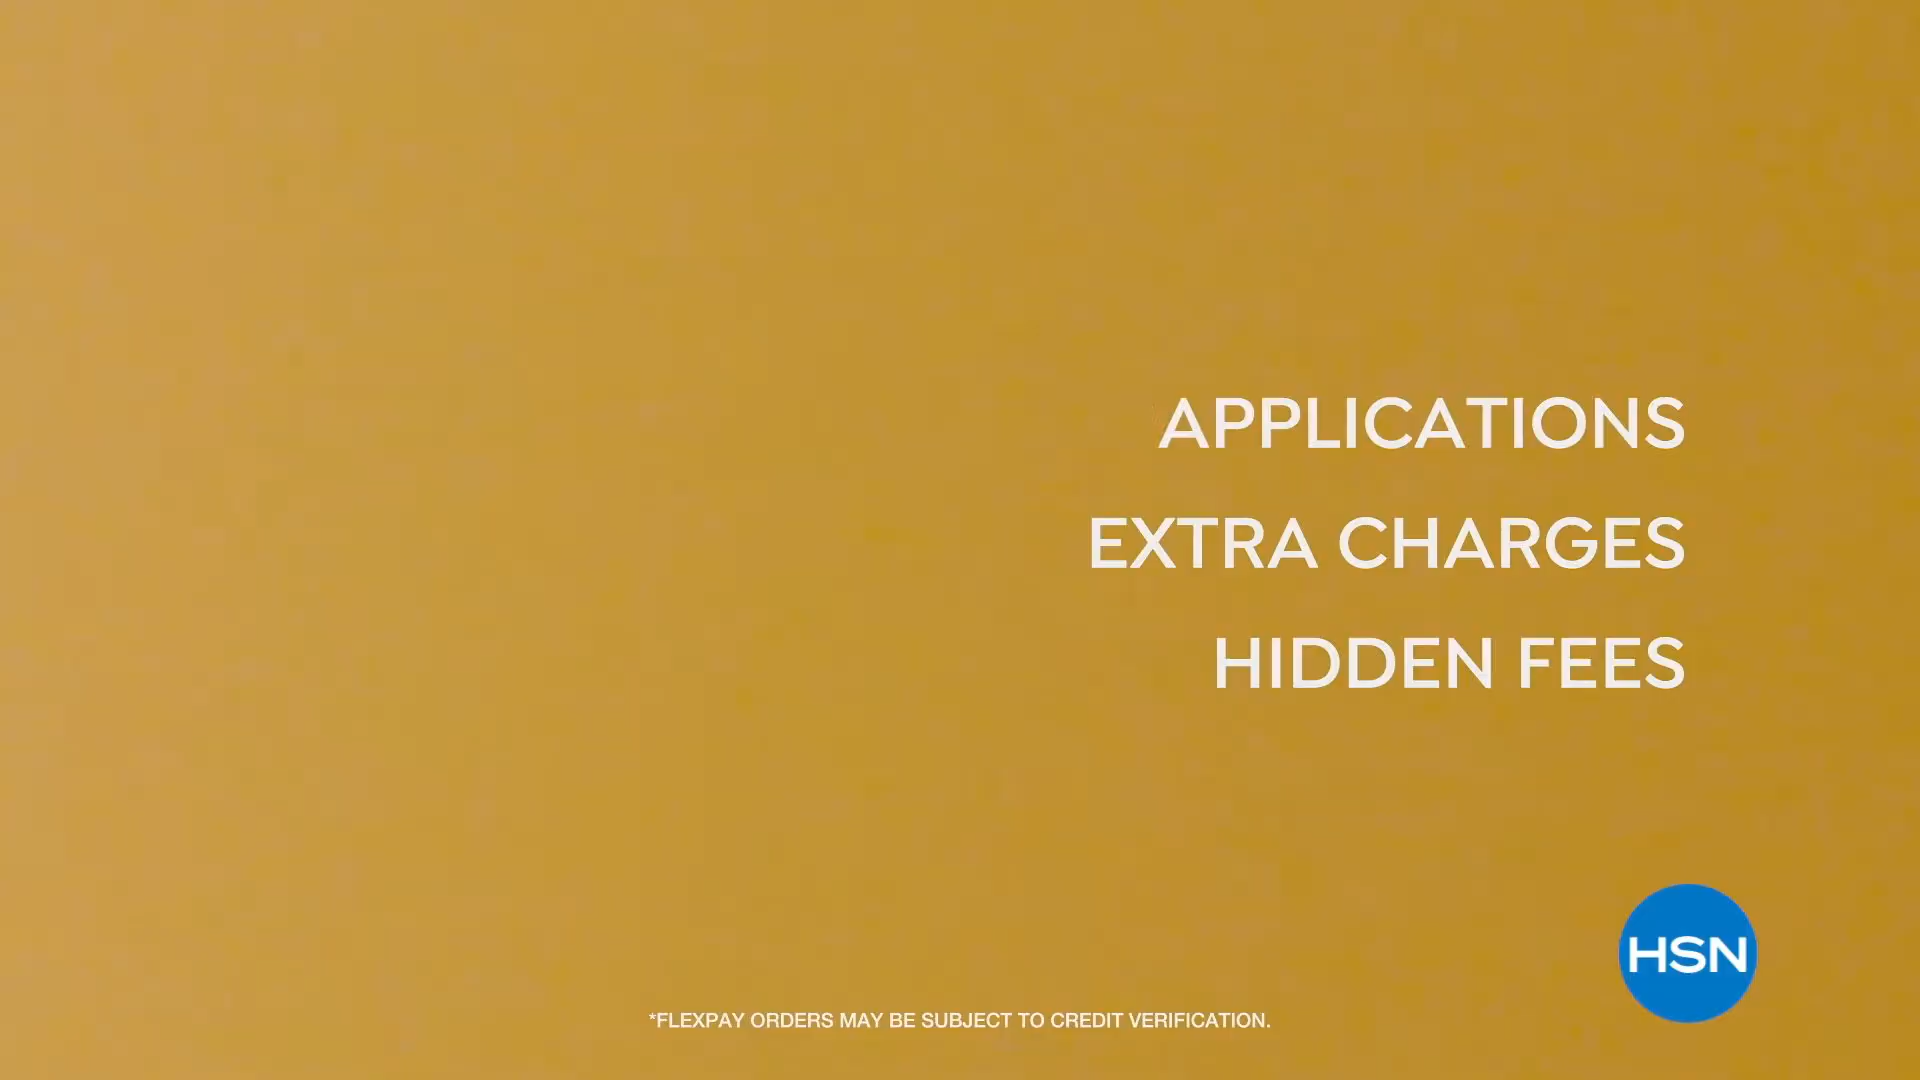 APPLICATIONS
EXTRA CHARGES
HIDDEN FEES
HSN
*FLEXPAY ORDERS MAY BE SUBJECT TO CREDIT VERIFICATION.